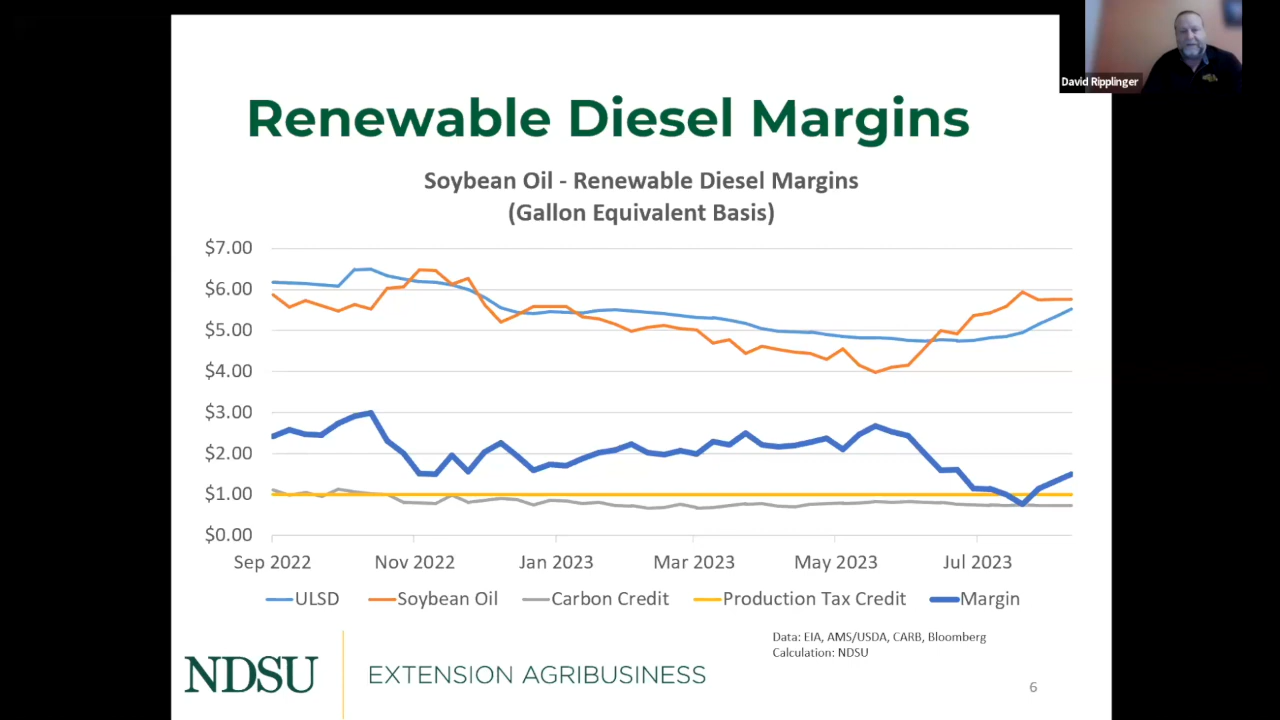 David Ripplinger
Renewable Diesel Margins
Soybean Oil - Renewable Diesel Margins
(Gallon Equivalent Basis)
$7.00
$6.00
$5.00
$4.00
$3.00
$2.00
$1.00
$0.00
Sep 2022 Nov 2022 Jan 2023 Mar 2023 May 2023 Jul 2023
ULSD Soybean Oil Carbon Credit Production Tax Credit Margin
Data: EIA, AMS/USDA, CARB, Bloomberg
Calculation: NDSU
NDSU EXTENSION AGRIBUSINESS
6